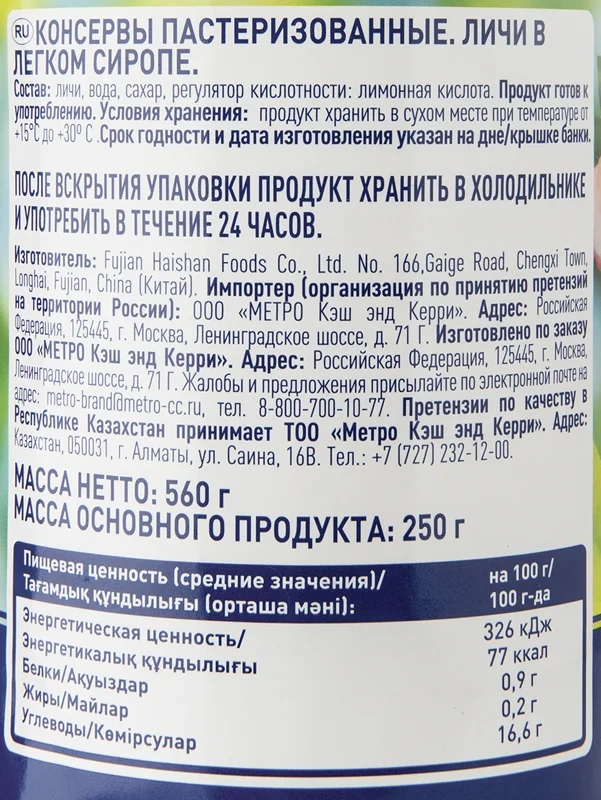 RU КОНСЕРВЫ ПАСТЕРИЗОВАННЫЕ. ЛИЧИ В
ЛЕГКОМ СИРОПЕ.
Состав: личи, вода, сахар, регулятор кислотности: лимонная кислота. Продукт готов к
употреблению. Условия хранения: продукт хранить в сухом месте при температуре от
+15°С до +30° С .Срок годности и дата изготовления указан на дне/крышке банки.
ПОСЛЕ ВСКРЫТИЯ УПАКОВКИ ПРОДУКТ ХРАНИТЬ В ХОЛОДИЛЬНИКЕ
И УПОТРЕБИТЬ В ТЕЧЕНИЕ 24 ЧАСОВ.
Изготовитель: Fujian Haishan Foods Co., Ltd. No. 166,Gaige Road, Chengxi Town,
Longhai, Fujian, China (Китай). Импортер (организация по принятию претензий
на территории России): ООО «МЕТРО Кэш энд Керри». Адрес: Российская
Федерация, 125445, г. Москва, Ленинградское шоссе, д. 71 Г. Изготовлено по заказу
ООО «МЕТРО Кэш энд Керри». Адрес: Российская Федерация, 125445, г. Москва,
Ленинградское шоссе, д. 71 Г. Жалобы и предложения присылайте по электронной почте на
адрес: metro-brand@metro-cc.ru, тел. 8-800-700-10-77. Претензии по качеству в
Республике Казахстан принимает ТОО «Метро Кэш энд Керри». Адрес:
Казахстан, 050031, г. Алматы, ул. Саина, 16В. Тел.: +7 (727) 232-12-00.
МАССА НЕТТО: 560 г
МАССА ОСНОВНОГО ПРОДУКТА: 250 г
Пищевая ценность (средние значения)/ на 100 г/
Тағамдық құндылығы (орташа мәні): 100 г-да
Энергетическая ценность/ 326 кДж
Энергетикалық құндылығы 77 ккал
Белки/Ақуыздар 0,9 г
Жиры/Майлар 0,2 г
Углеводы/Көмірсулар 16,6 г